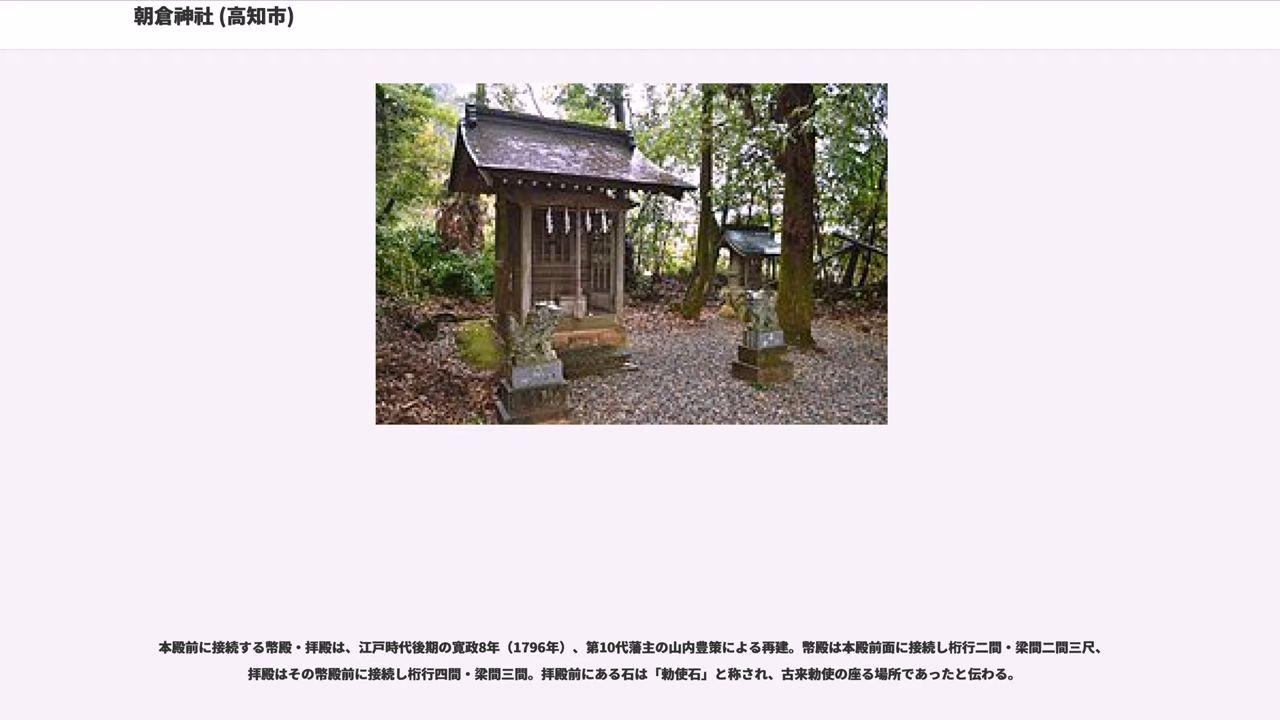 朝倉神社 (高知市)
本殿前に接続する幣殿・拝殿は、江戸時代後期の寛政8年（1796年）、第10代藩主の山内豊策による再建。幣殿は本殿前面に接続し桁行二間・梁間二間三尺、
拝殿はその幣殿前に接続し桁行四間・梁間三間。拝殿前にある石は「勅使石」と称され、古来勅使の座る場所であったと伝わる。